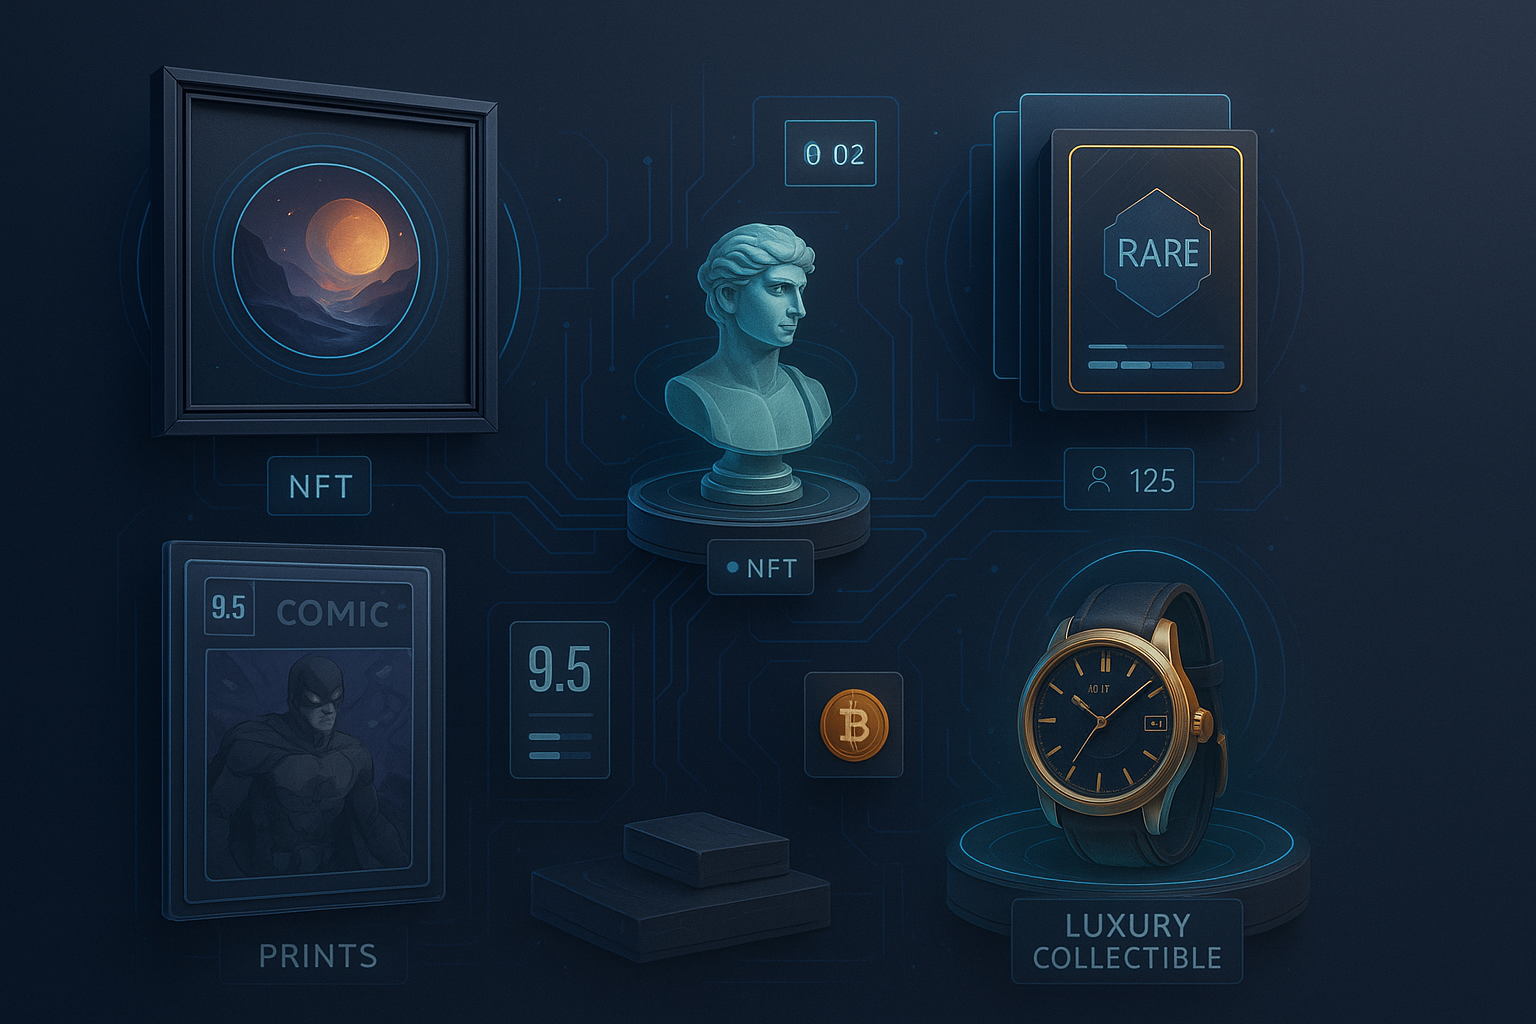 0 02
RARE
NFT
125
NFT
9.5 COMIC
9.5
B
PRINTS
LUXURY
COLLECTIBLE